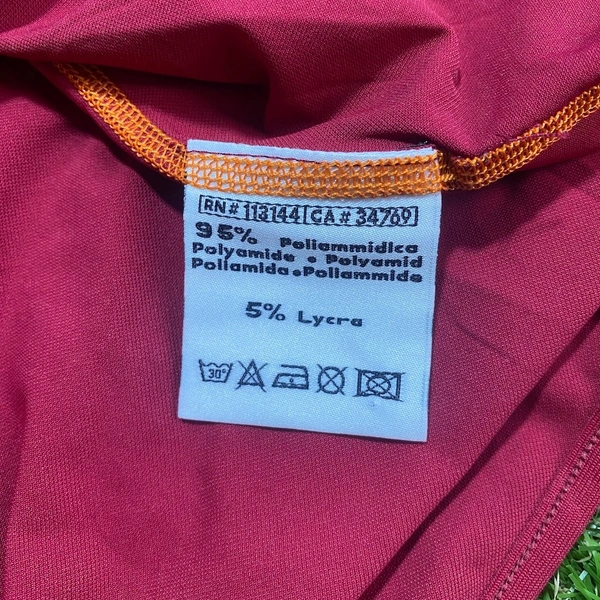 RN# 113144 CA# 34769
95% Poliammidica
Polyamide • Polyamid
Poliamida • Poliammide
5% Lycra
30°